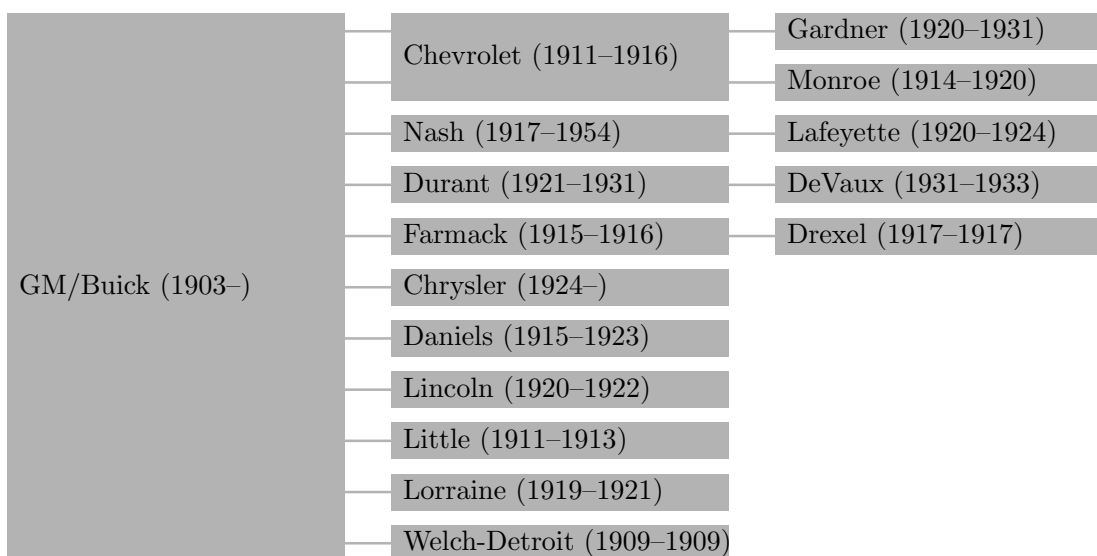 GM/Buick (1903–)
Chevrolet (1911–1916)
Gardner (1920–1931)
Monroe (1914–1920)
Nash (1917–1954)
Lafeyette (1920–1924)
Durant (1921–1931)
DeVaux (1931–1933)
Farmack (1915–1916)
Drexel (1917–1917)
Chrysler (1924–)
Daniels (1915–1923)
Lincoln (1920–1922)
Little (1911–1913)
Lorraine (1919–1921)
Welch-Detroit (1909–1909)